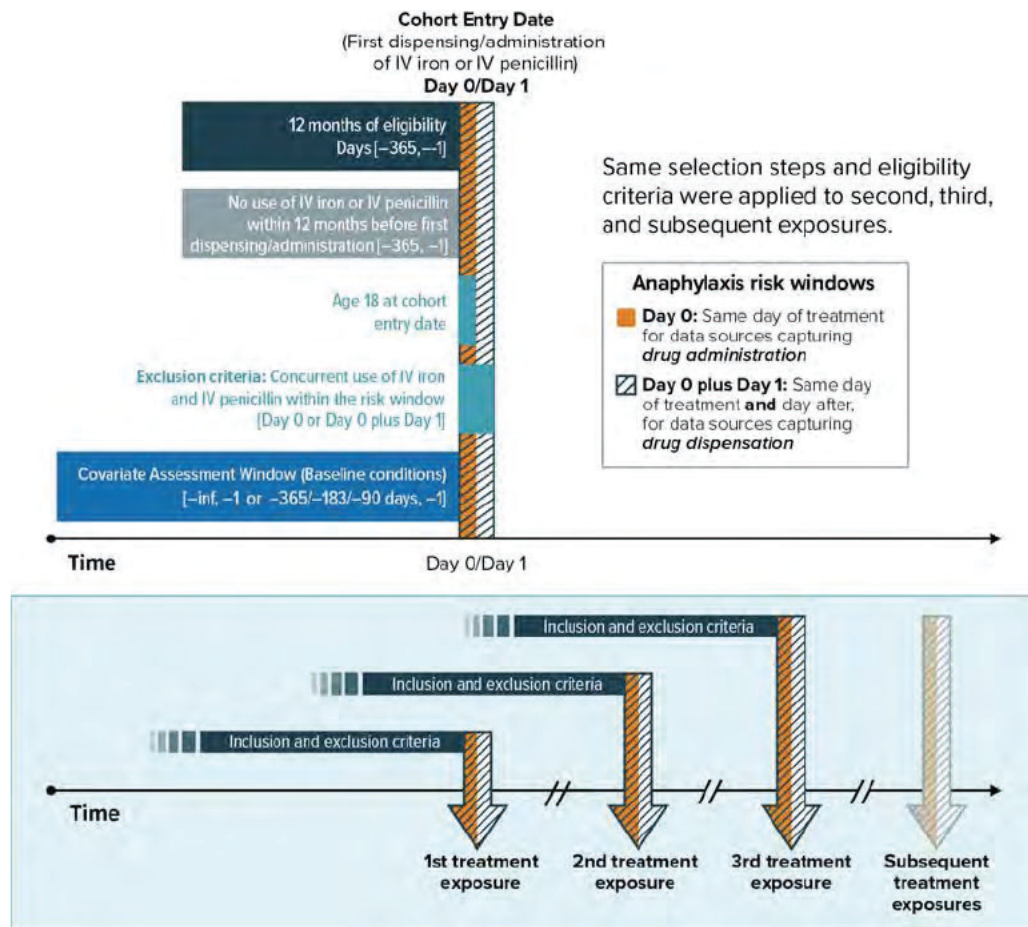 Cohort Entry Date
(First dispensing/administration
of IV iron or IV penicillin)
Day 0/Day 1
12 months of eligibility
Days [−365,−-1]
No use of IV iron or IV penicillin
within 12 months before first
dispensing/administration [−365, −1]
Age 18 at cohort
entry date
Exclusion criteria: Concurrent use of IV iron
and IV penicillin within the risk window
[Day 0 or Day 0 plus Day 1]
Covariate Assessment Window (Baseline conditions)
[−inf, −1 or −365/−183/−90 days, −1]
Time
Day 0/Day 1
Same selection steps and eligibility
criteria were applied to second, third,
and subsequent exposures.
Anaphylaxis risk windows
Day 0: Same day of treatment
for data sources capturing
drug administration
Day 0 plus Day 1: Same day
of treatment and day after,
for data sources capturing
drug dispensation
Inclusion and exclusion criteria
Inclusion and exclusion criteria
Inclusion and exclusion criteria
Time
1st treatment
exposure
2nd treatment
exposure
3rd treatment
exposure
Subsequent
treatment
exposures